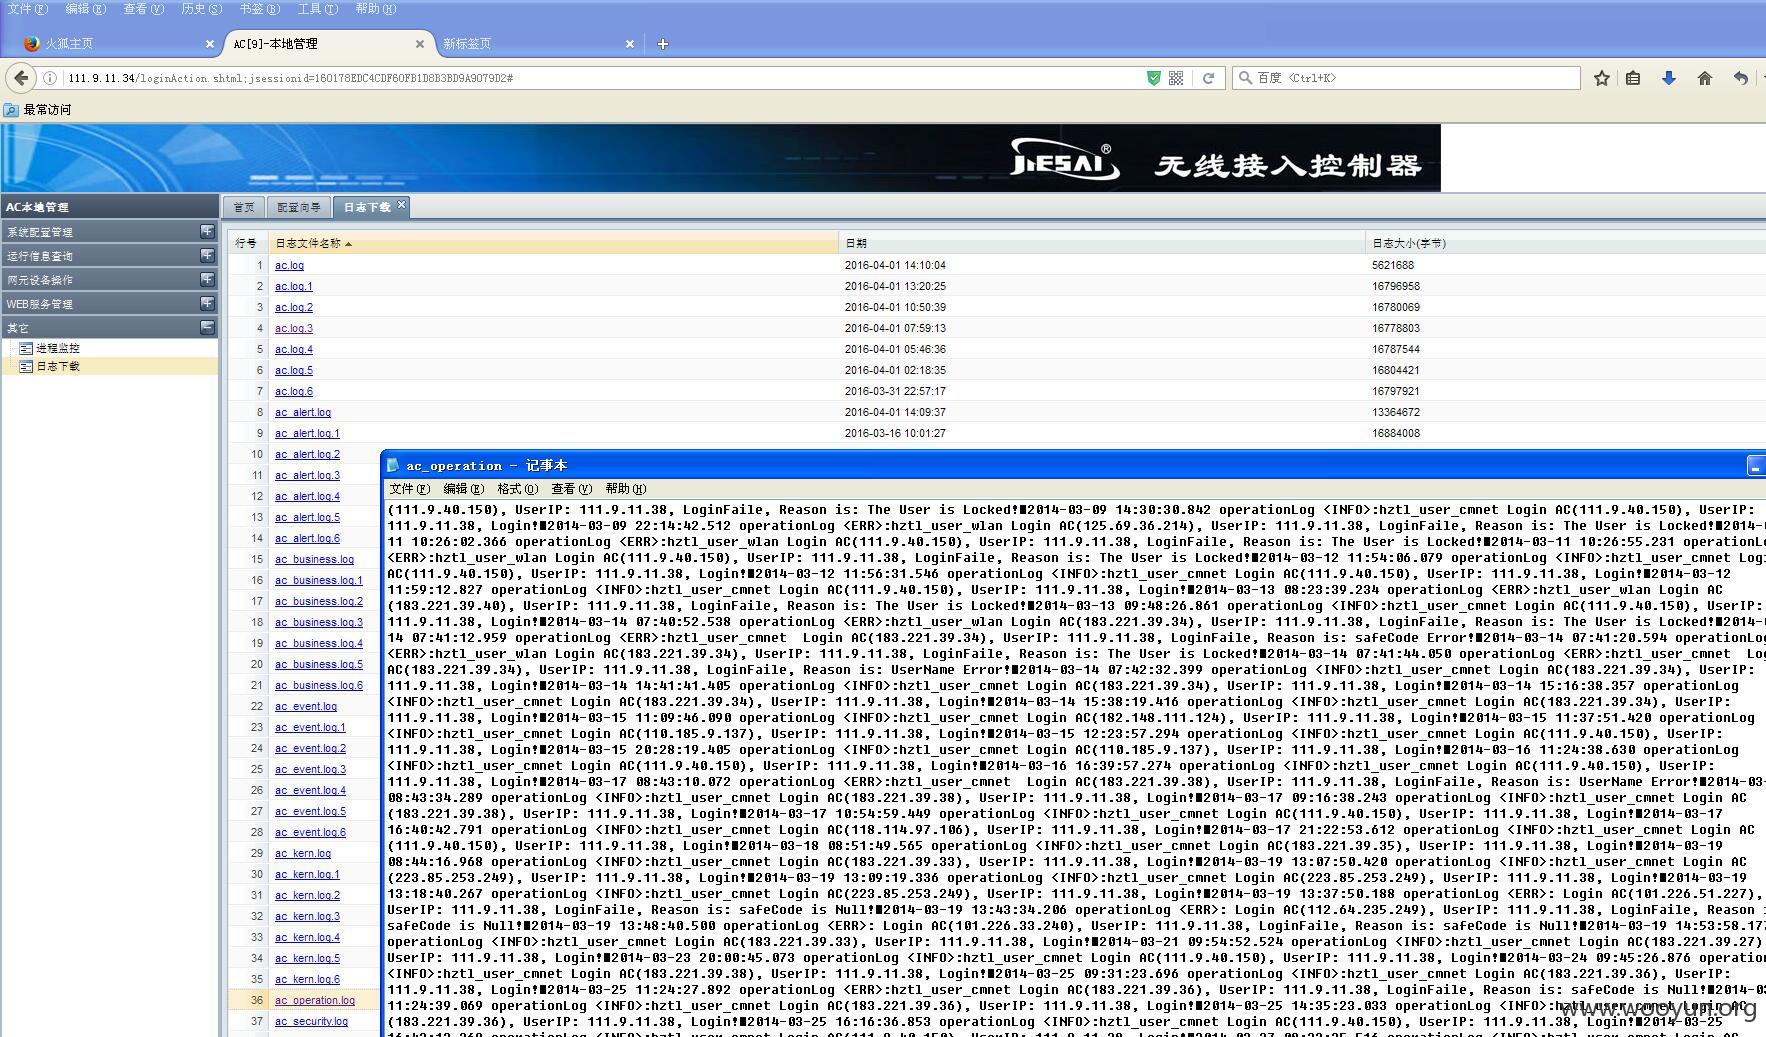 文件(F) 编辑(E) 查看(V) 历史(S) 书签(B) 工具(T) 帮助(H)
火狐主页 × AC[9]-本地管理 × 新标签页 × +
111.9.11.34/loginAction.shtml;jsessionid=160178EDC4CDF60FB1D8B3BD9A9079D2# 百度 <Ctrl+K>
最常访问
JIESAI® 无线接入控制器
AC本地管理 首页 配置向导 日志下载
系统配置管理
运行信息查询
网元设备操作
WEB服务管理
其它
进程监控
日志下载
行号 日志文件名称 日期 日志大小(字节)
1 ac.log 2016-04-01 14:10:04 5621688
2 ac.log.1 2016-04-01 13:20:25 16796958
3 ac.log.2 2016-04-01 10:50:39 16780069
4 ac.log.3 2016-04-01 07:59:13 16778803
5 ac.log.4 2016-04-01 05:46:36 16787544
6 ac.log.5 2016-04-01 02:18:35 16804421
7 ac.log.6 2016-03-31 22:57:17 16797921
8 ac_alert.log 2016-04-01 14:09:37 13364672
9 ac_alert.log.1 2016-03-16 10:01:27 16884008
10 ac_alert.log.2
11 ac_alert.log.3
12 ac_alert.log.4
13 ac_alert.log.5
14 ac_alert.log.6
15 ac_business.log
16 ac_business.log.1
17 ac_business.log.2
18 ac_business.log.3
19 ac_business.log.4
20 ac_business.log.5
21 ac_business.log.6
22 ac_event.log
23 ac_event.log.1
24 ac_event.log.2
25 ac_event.log.3
26 ac_event.log.4
27 ac_event.log.5
28 ac_event.log.6
29 ac_kern.log
30 ac_kern.log.1
31 ac_kern.log.2
32 ac_kern.log.3
33 ac_kern.log.4
34 ac_kern.log.5
35 ac_kern.log.6
36 ac_operation.log
37 ac_security.log
ac_operation - 记事本
文件(F) 编辑(E) 格式(O) 查看(V) 帮助(H)
(111.9.40.150), UserIP: 111.9.11.38, LoginFaile, Reason is: The User is Locked!■2014-03-09 14:30:30.842 operationLog <INFO>:hztl_user_cmnet Login AC(111.9.40.150), UserIP:
111.9.11.38, Login!■2014-03-09 22:14:42.512 operationLog <ERR>:hztl_user_wlan Login AC(125.69.36.214), UserIP: 111.9.11.38, LoginFaile, Reason is: The User is Locked!■2014-0
11 10:26:02.366 operationLog <ERR>:hztl_user_wlan Login AC(111.9.40.150), UserIP: 111.9.11.38, LoginFaile, Reason is: The User is Locked!■2014-03-11 10:26:55.231 operationL
<ERR>:hztl_user_wlan Login AC(111.9.40.150), UserIP: 111.9.11.38, LoginFaile, Reason is: The User is Locked!■2014-03-12 11:54:06.079 operationLog <INFO>:hztl_user_cmnet Logi
AC(111.9.40.150), UserIP: 111.9.11.38, Login!■2014-03-12 11:56:31.546 operationLog <INFO>:hztl_user_cmnet Login AC(111.9.40.150), UserIP: 111.9.11.38, Login!■2014-03-12
11:59:12.827 operationLog <INFO>:hztl_user_cmnet Login AC(111.9.40.150), UserIP: 111.9.11.38, Login!■2014-03-13 08:23:39.234 operationLog <ERR>:hztl_user_wlan Login AC
(183.221.39.40), UserIP: 111.9.11.38, LoginFaile, Reason is: The User is Locked!■2014-03-13 09:48:26.861 operationLog <INFO>:hztl_user_cmnet Login AC(111.9.40.150), UserIP:
111.9.11.38, Login!■2014-03-14 07:40:52.538 operationLog <ERR>:hztl_user_wlan Login AC(183.221.39.34), UserIP: 111.9.11.38, LoginFaile, Reason is: The User is Locked!■2014-0
14 07:41:12.959 operationLog <ERR>:hztl_user_cmnet  Login AC(183.221.39.34), UserIP: 111.9.11.38, LoginFaile, Reason is: safeCode Error!■2014-03-14 07:41:20.594 operationLog
<ERR>:hztl_user_wlan Login AC(183.221.39.34), UserIP: 111.9.11.38, LoginFaile, Reason is: The User is Locked!■2014-03-14 07:41:44.050 operationLog <ERR>:hztl_user_cmnet  Log
AC(183.221.39.34), UserIP: 111.9.11.38, LoginFaile, Reason is: UserName Error!■2014-03-14 07:42:32.399 operationLog <INFO>:hztl_user_cmnet Login AC(183.221.39.34), UserIP:
111.9.11.38, Login!■2014-03-14 14:41:41.405 operationLog <INFO>:hztl_user_cmnet Login AC(183.221.39.34), UserIP: 111.9.11.38, Login!■2014-03-14 15:16:38.357 operationLog
<INFO>:hztl_user_cmnet Login AC(183.221.39.34), UserIP: 111.9.11.38, Login!■2014-03-14 15:38:19.416 operationLog <INFO>:hztl_user_cmnet Login AC(183.221.39.34), UserIP:
111.9.11.38, Login!■2014-03-15 11:09:46.090 operationLog <INFO>:hztl_user_cmnet Login AC(182.148.111.124), UserIP: 111.9.11.38, Login!■2014-03-15 11:37:51.420 operationLog
<INFO>:hztl_user_cmnet Login AC(110.185.9.137), UserIP: 111.9.11.38, Login!■2014-03-15 12:23:57.294 operationLog <INFO>:hztl_user_cmnet Login AC(111.9.40.150), UserIP:
111.9.11.38, Login!■2014-03-15 20:28:19.405 operationLog <INFO>:hztl_user_cmnet Login AC(110.185.9.137), UserIP: 111.9.11.38, Login!■2014-03-16 11:24:38.630 operationLog
<INFO>:hztl_user_cmnet Login AC(111.9.40.150), UserIP: 111.9.11.38, Login!■2014-03-16 16:39:57.274 operationLog <INFO>:hztl_user_cmnet Login AC(111.9.40.150), UserIP:
111.9.11.38, Login!■2014-03-17 08:43:10.072 operationLog <ERR>:hztl_user_cmnet  Login AC(183.221.39.38), UserIP: 111.9.11.38, LoginFaile, Reason is: UserName Error!■2014-03-
08:43:34.289 operationLog <INFO>:hztl_user_cmnet Login AC(183.221.39.38), UserIP: 111.9.11.38, Login!■2014-03-17 09:16:38.243 operationLog <INFO>:hztl_user_cmnet Login AC
(183.221.39.38), UserIP: 111.9.11.38, Login!■2014-03-17 10:54:59.449 operationLog <INFO>:hztl_user_cmnet Login AC(111.9.40.150), UserIP: 111.9.11.38, Login!■2014-03-17
16:40:42.791 operationLog <INFO>:hztl_user_cmnet Login AC(118.114.97.106), UserIP: 111.9.11.38, Login!■2014-03-17 21:22:53.612 operationLog <INFO>:hztl_user_cmnet Login AC
(111.9.40.150), UserIP: 111.9.11.38, Login!■2014-03-18 08:51:49.565 operationLog <INFO>:hztl_user_cmnet Login AC(183.221.39.35), UserIP: 111.9.11.38, Login!■2014-03-19
08:44:16.968 operationLog <INFO>:hztl_user_cmnet Login AC(183.221.39.33), UserIP: 111.9.11.38, Login!■2014-03-19 13:07:50.420 operationLog <INFO>:hztl_user_cmnet Login AC
(223.85.253.249), UserIP: 111.9.11.38, Login!■2014-03-19 13:09:19.336 operationLog <INFO>:hztl_user_cmnet Login AC(223.85.253.249), UserIP: 111.9.11.38, Login!■2014-03-19
13:18:40.267 operationLog <INFO>:hztl_user_cmnet Login AC(223.85.253.249), UserIP: 111.9.11.38, Login!■2014-03-19 13:37:50.188 operationLog <ERR>: Login AC(101.226.51.227),
UserIP: 111.9.11.38, LoginFaile, Reason is: safeCode is Null!■2014-03-19 13:43:34.206 operationLog <ERR>: Login AC(112.64.235.249), UserIP: 111.9.11.38, LoginFaile, Reason i
safeCode is Null!■2014-03-19 13:48:40.500 operationLog <ERR>: Login AC(101.226.33.240), UserIP: 111.9.11.38, LoginFaile, Reason is: safeCode is Null!■2014-03-19 14:53:58.177
operationLog <INFO>:hztl_user_cmnet Login AC(183.221.39.33), UserIP: 111.9.11.38, Login!■2014-03-21 09:54:52.524 operationLog <INFO>:hztl_user_cmnet Login AC(183.221.39.27)
UserIP: 111.9.11.38, Login!■2014-03-23 20:00:45.073 operationLog <INFO>:hztl_user_cmnet Login AC(111.9.40.150), UserIP: 111.9.11.38, Login!■2014-03-24 09:45:26.876 operation
<INFO>:hztl_user_cmnet Login AC(183.221.39.38), UserIP: 111.9.11.38, Login!■2014-03-25 09:31:23.696 operationLog <INFO>:hztl_user_cmnet Login AC(183.221.39.36), UserIP:
111.9.11.38, Login!■2014-03-25 11:24:27.892 operationLog <ERR>:hztl_user_cmnet Login AC(183.221.39.36), UserIP: 111.9.11.38, LoginFaile, Reason is: safeCode is Null!■2014-0
11:24:39.069 operationLog <INFO>:hztl_user_cmnet Login AC(183.221.39.36), UserIP: 111.9.11.38, Login!■2014-03-25 14:35:23.033 operationLog <INFO>:hztl_user_cmnet Login AC
(183.221.39.36), UserIP: 111.9.11.38, Login!■2014-03-25 16:16:36.853 operationLog <INFO>:hztl_user_cmnet Login AC(111.9.40.150), UserIP: 111.9.11.38, Login!■2014-03-25
www.wooyun.org